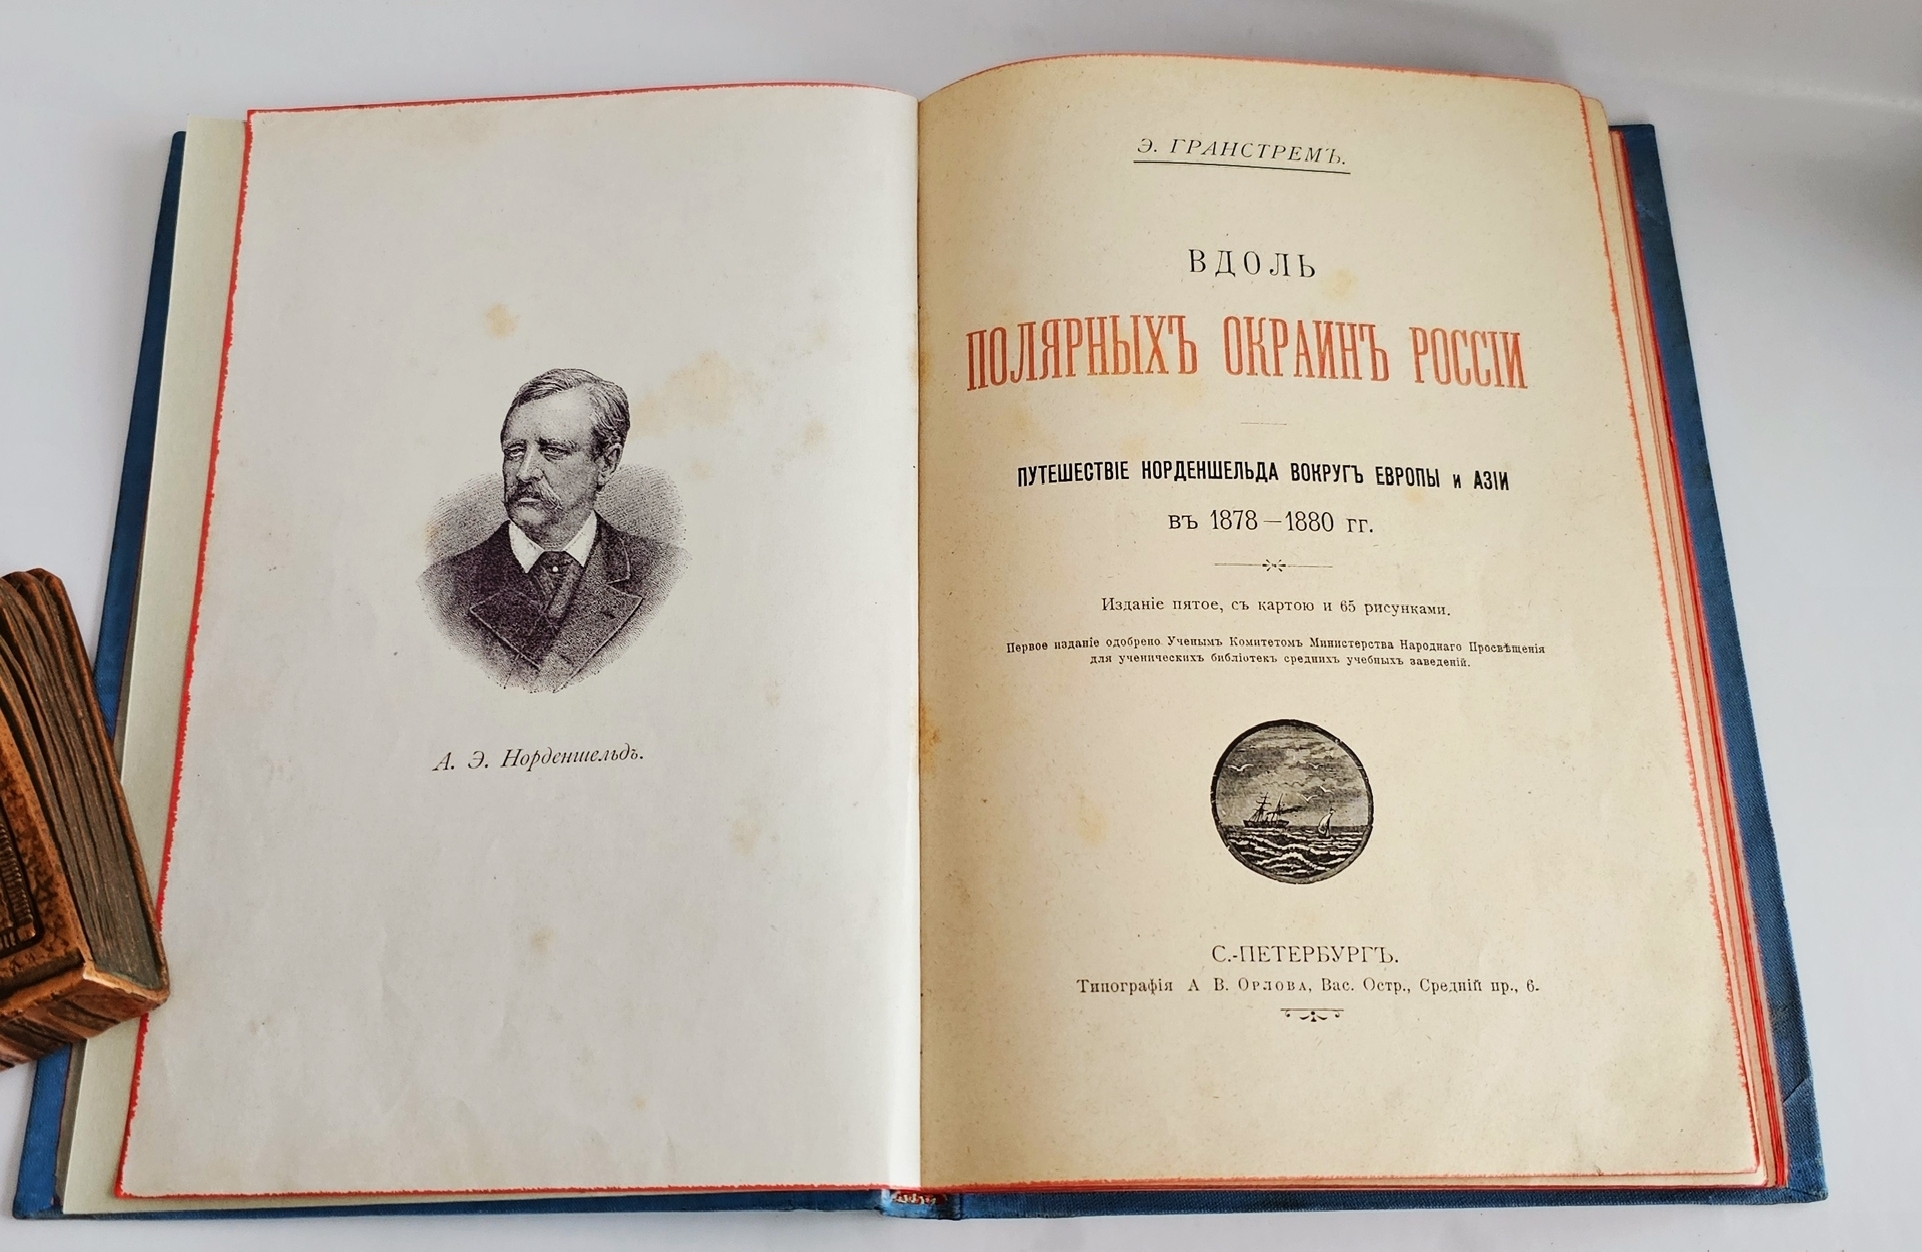 А. Э. Норденшельдъ.
Э. ГРАНСТРЕМЪ.
ВДОЛЬ
ПОЛЯРНЫХЪ ОКРАИНЪ РОССІИ
ПУТЕШЕСТВІЕ НОРДЕНШЕЛЬДА ВОКРУГЪ ЕВРОПЫ и АЗІИ
въ 1878—1880 гг.
Изданіе пятое, съ картою и 65 рисунками.
Первое изданіе одобрено Ученымъ Комитетомъ Министерства Народнаго Просвѣщенія
для ученическихъ библіотекъ среднихъ учебныхъ заведеній.
С.-ПЕТЕРБУРГЪ.
Типографія А В. Орлова, Вас. Остр., Средній пр., 6.